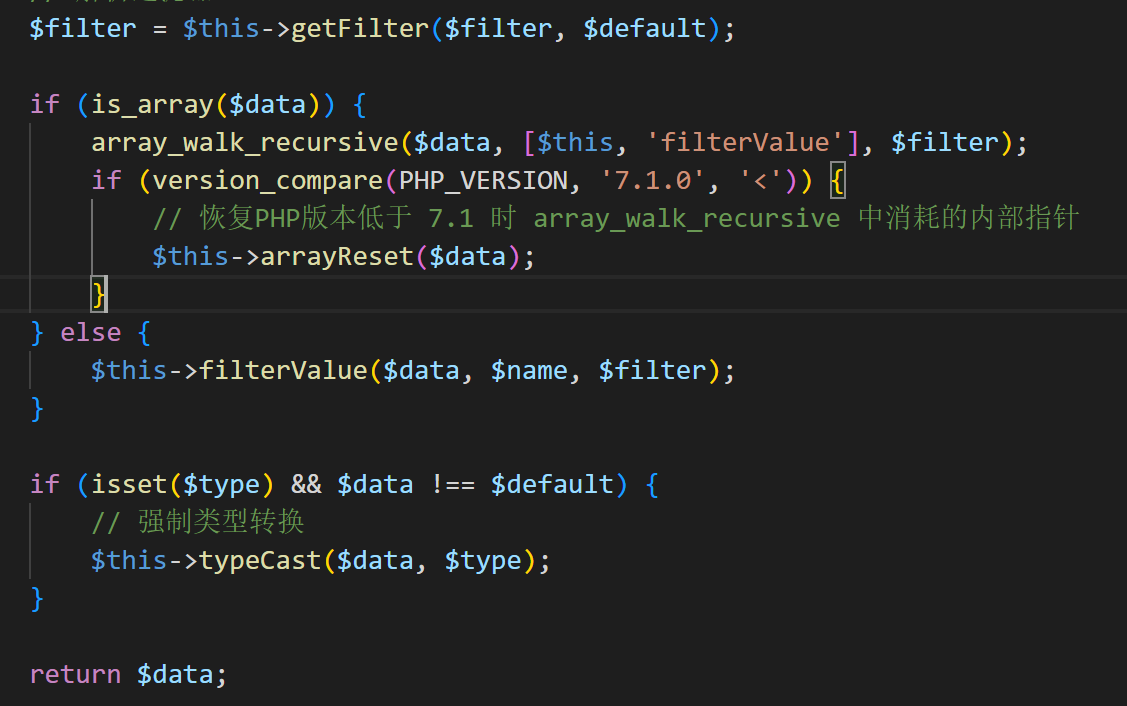 $filter = $this->getFilter($filter, $default);
if (is_array($data)) {
array_walk_recursive($data, [$this, 'filterValue'], $filter);
if (version_compare(PHP_VERSION, '7.1.0', '<')) {
// 恢复PHP版本低于 7.1 时 array_walk_recursive 中消耗的内部指针
$this->arrayReset($data);
}
} else {
$this->filterValue($data, $name, $filter);
}
if (isset($type) && $data !== $default) {
// 强制类型转换
$this->typeCast($data, $type);
}
return $data;